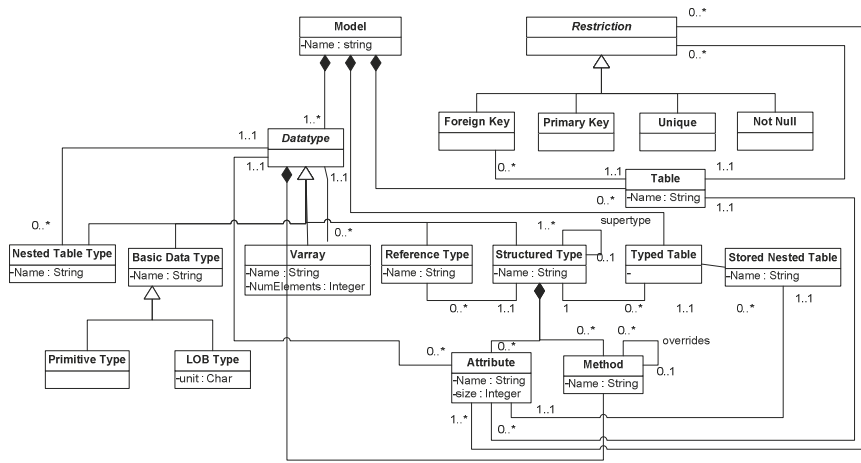 Model
-Name : string
Restriction
0..*
0..*
1..*
Datatype
1..1
1..1
1..1
Foreign Key
Primary Key
Unique
Not Null
0..*
1..1
1..1
Table
-Name : String
0..*
1..1
0..*
0..*
supertype
1..*
0..1
Nested Table Type
-Name : String
Basic Data Type
-Name : String
Varray
-Name : String
-NumElements : Integer
Reference Type
-Name : String
Structured Type
-Name : String
Typed Table
-
Stored Nested Table
-Name : String
0..*
1..1
1
0..*
1..1
0..*
1..1
Primitive Type
LOB Type
-unit : Char
0..*
0..*
0..*
0..*
overrides
0..1
Attribute
-Name : String
-size : Integer
Method
-Name : String
1..*
0..*
1..1